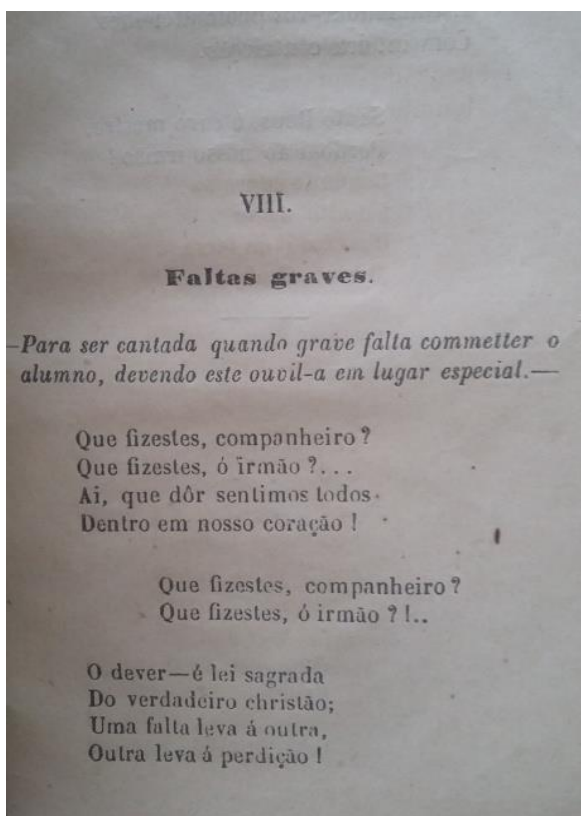 VIII.
Faltas graves.
—Para ser cantada quando grave falta commetter o
alumno, devendo este ouvil-a em lugar especial.—
Que fizestes, companheiro?
Que fizestes, ó irmão?...
Ai, que dôr sentimos todos
Dentro em nosso coração!
Que fizestes, companheiro?
Que fizestes, ó irmão?!..
O dever—é lei sagrada
Do verdadeiro christão;
Uma falta leva á outra,
Outra leva á perdição!